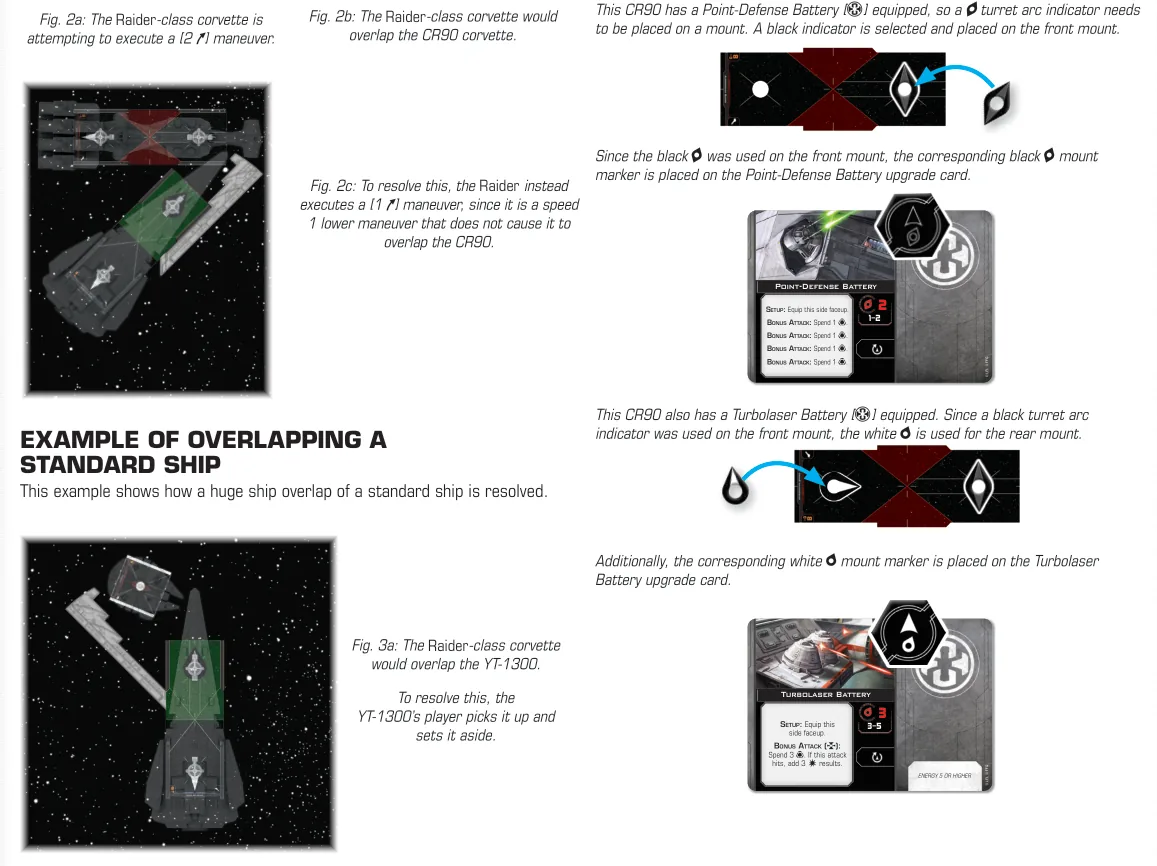 Fig. 2a: The Raider-class corvette is
attempting to execute a [2 ] maneuver.
Fig. 2b: The Raider-class corvette would
overlap the CR90 corvette.
Fig. 2c: To resolve this, the Raider instead
executes a [1 ] maneuver, since it is a speed
1 lower maneuver that does not cause it to
overlap the CR90.
EXAMPLE OF OVERLAPPING A
STANDARD SHIP
This example shows how a huge ship overlap of a standard ship is resolved.
Fig. 3a: The Raider-class corvette
would overlap the YT-1300.
To resolve this, the
YT-1300's player picks it up and
sets it aside.
This CR90 has a Point-Defense Battery [ ] equipped, so a turret arc indicator needs
to be placed on a mount. A black indicator is selected and placed on the front mount.
Since the black was used on the front mount, the corresponding black mount
marker is placed on the Point-Defense Battery upgrade card.
Point-Defense Battery
Setup: Equip this side faceup.
Bonus Attack: Spend 1 .
Bonus Attack: Spend 1 .
Bonus Attack: Spend 1 .
Bonus Attack: Spend 1 .
2
1–2
This CR90 also has a Turbolaser Battery [ ] equipped. Since a black turret arc
indicator was used on the front mount, the white is used for the rear mount.
Additionally, the corresponding white mount marker is placed on the Turbolaser
Battery upgrade card.
Turbolaser Battery
Setup: Equip this
side faceup.
Bonus Attack ( ):
Spend 3 . If this attack
hits, add 3 results.
3
3–5
ENERGY 5 OR HIGHER